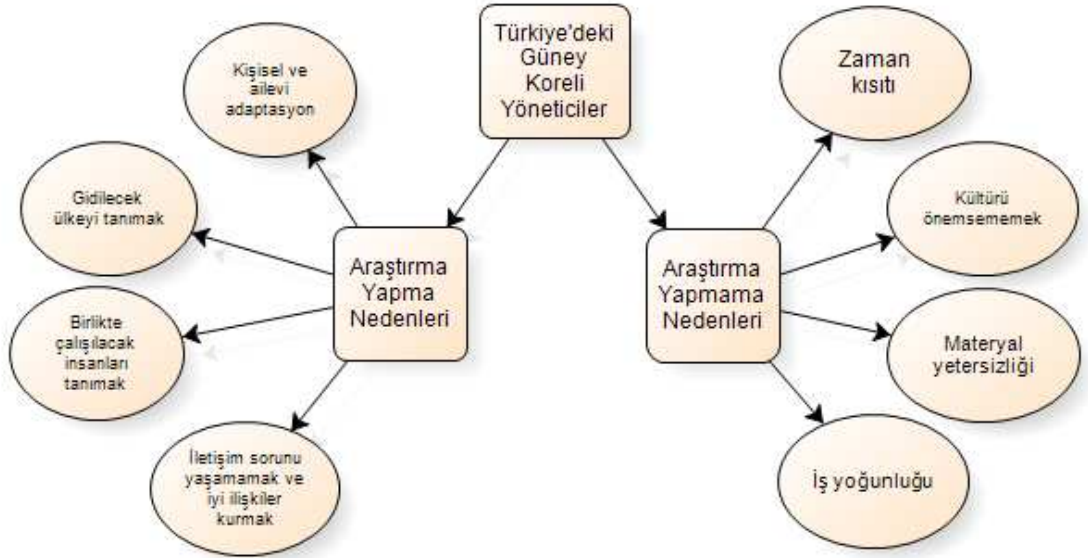 Türkiye'deki
Güney
Koreli
Yöneticiler
Kişisel ve
ailevi
adaptasyon
Gidilecek
ülkeyi tanımak
Birlikte
çalışılacak
insanları
tanımak
İletişim sorunu
yaşamamak ve
iyi ilişkiler
kurmak
Araştırma
Yapma
Nedenleri
Araştırma
Yapmama
Nedenleri
Zaman
kısıtı
Kültürü
önemsememek
Materyal
yetersizliği
İş yoğunluğu